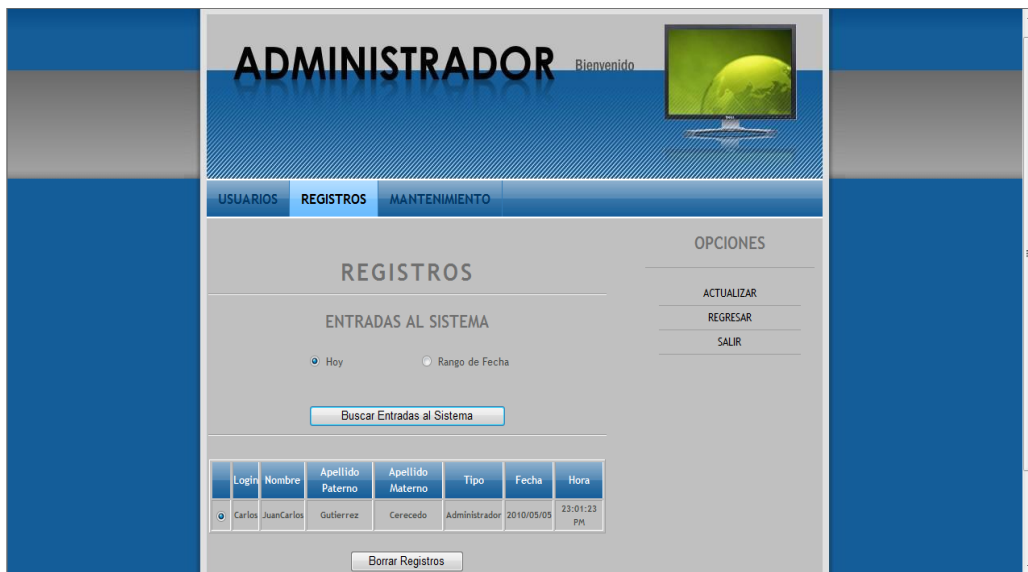 ADMINISTRADOR Bienvenido
USUARIOS REGISTROS MANTENIMIENTO
REGISTROS
ENTRADAS AL SISTEMA
Hoy Rango de Fecha
Buscar Entradas al Sistema
Login Nombre Apellido Paterno Apellido Materno Tipo Fecha Hora
Carlos JuanCarlos Gutierrez Cerecedo Administrador 2010/05/05 23:01:23 PM
Borrar Registros
OPCIONES
ACTUALIZAR
REGRESAR
SALIR